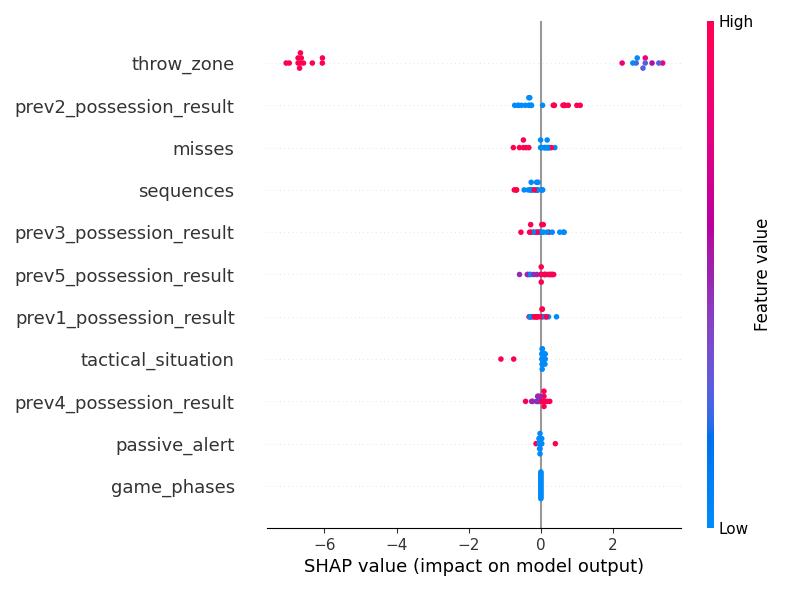 High
throw_zone
prev2_possession_result
misses
sequences
prev3_possession_result
prev5_possession_result
prev1_possession_result
tactical_situation
prev4_possession_result
passive_alert
game_phases
Feature value
Low
−6 −4 −2 0 2
SHAP value (impact on model output)